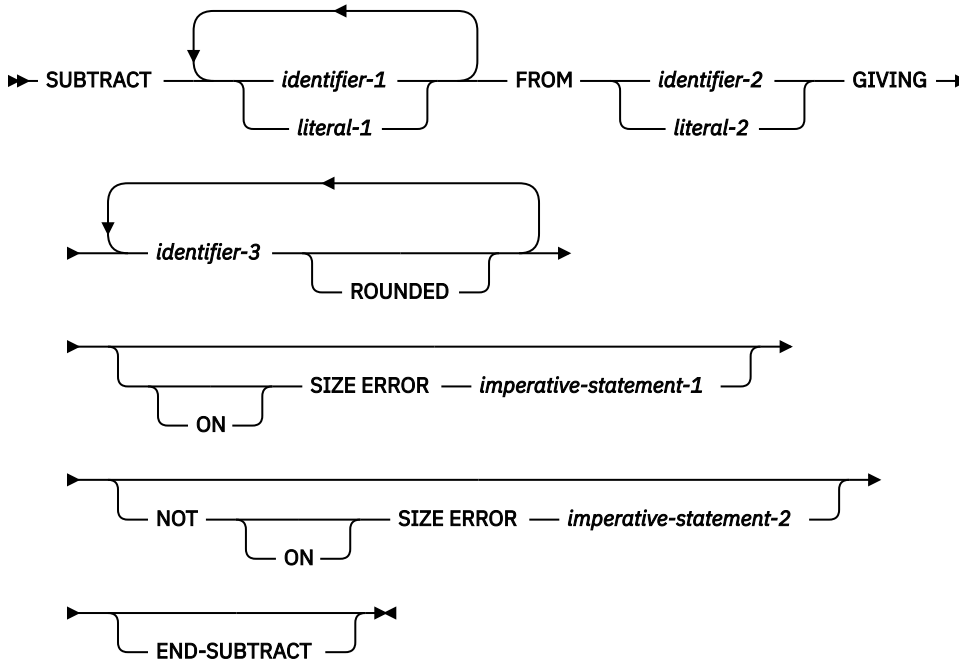 SUBTRACT identifier-1 FROM identifier-2 GIVING
literal-1 literal-2
identifier-3
ROUNDED
SIZE ERROR imperative-statement-1
ON
NOT SIZE ERROR imperative-statement-2
ON
END-SUBTRACT